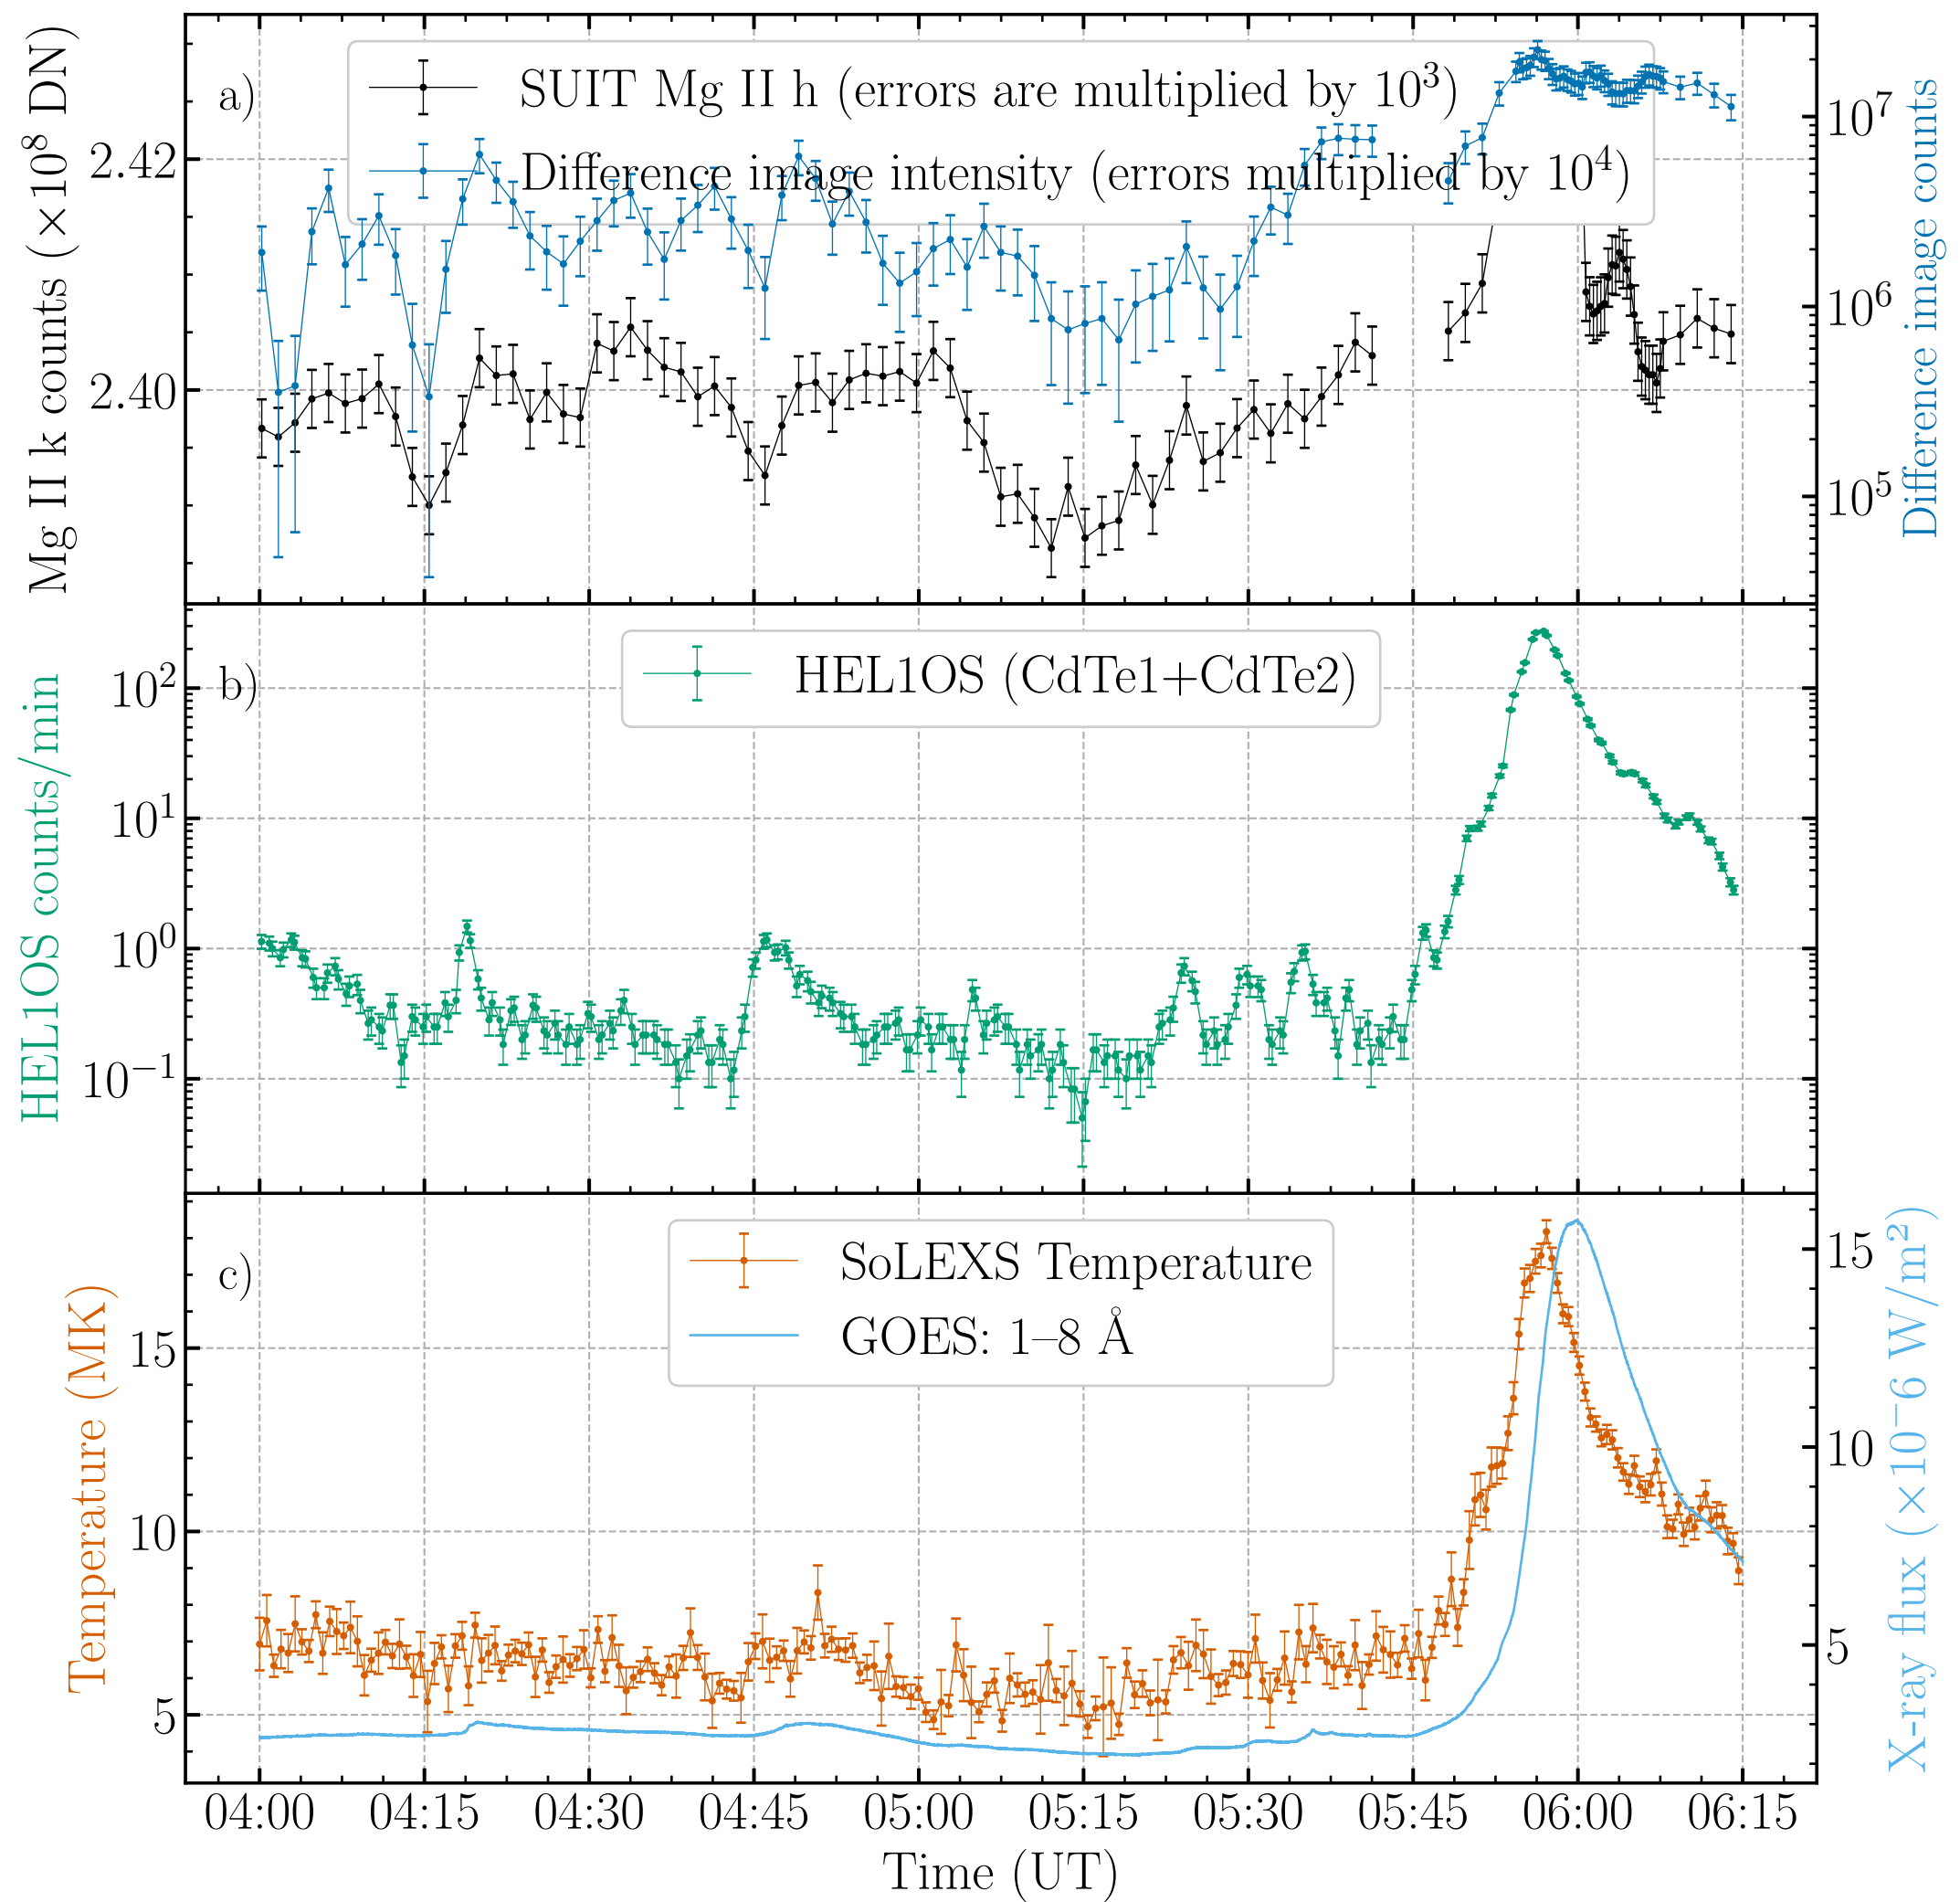 a)
SUIT Mg II h (errors are multiplied by 10³)
Difference image intensity (errors multiplied by 10⁴)
Mg II k counts (×10⁸ DN)
2.42
2.40
10⁷
10⁶
10⁵
Difference image counts
b)
HEL1OS (CdTe1+CdTe2)
HEL1OS counts/min
10²
10¹
10⁰
10⁻¹
c)
SoLEXS Temperature
GOES: 1–8 Å
Temperature (MK)
15
10
5
15
10
5
X-ray flux (×10⁻6 W/m²)
04:00 04:15 04:30 04:45 05:00 05:15 05:30 05:45 06:00 06:15
Time (UT)